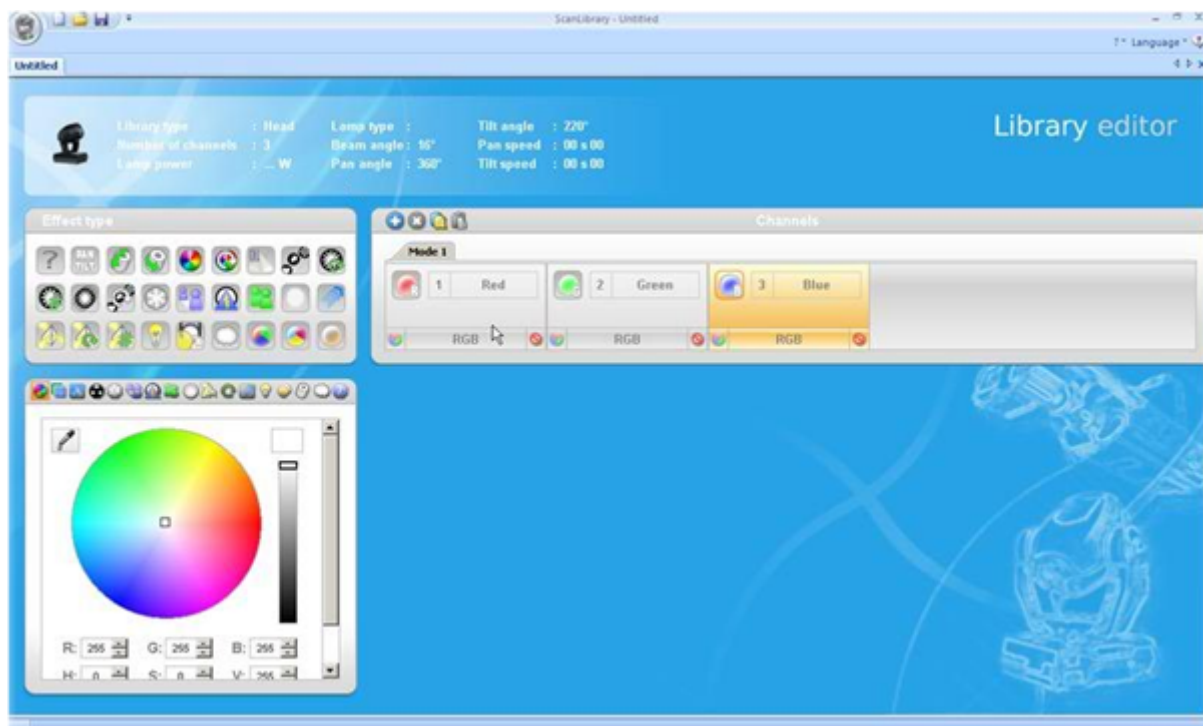 ScanLibrary - Untitled
? Language
Untitled
Library type : Head Lamp type : Tilt angle : 220°
Number of channels : 3 Beam angle : 16° Pan speed : 00 s 00
Lamp power : ... W Pan angle : 360° Tilt speed : 00 s 00
Library editor
Effect type
Channels
Mode 1
1 Red 2 Green 3 Blue
RGB RGB RGB
R: 255 G: 255 B: 255
H: 0 S: 0 V: 255